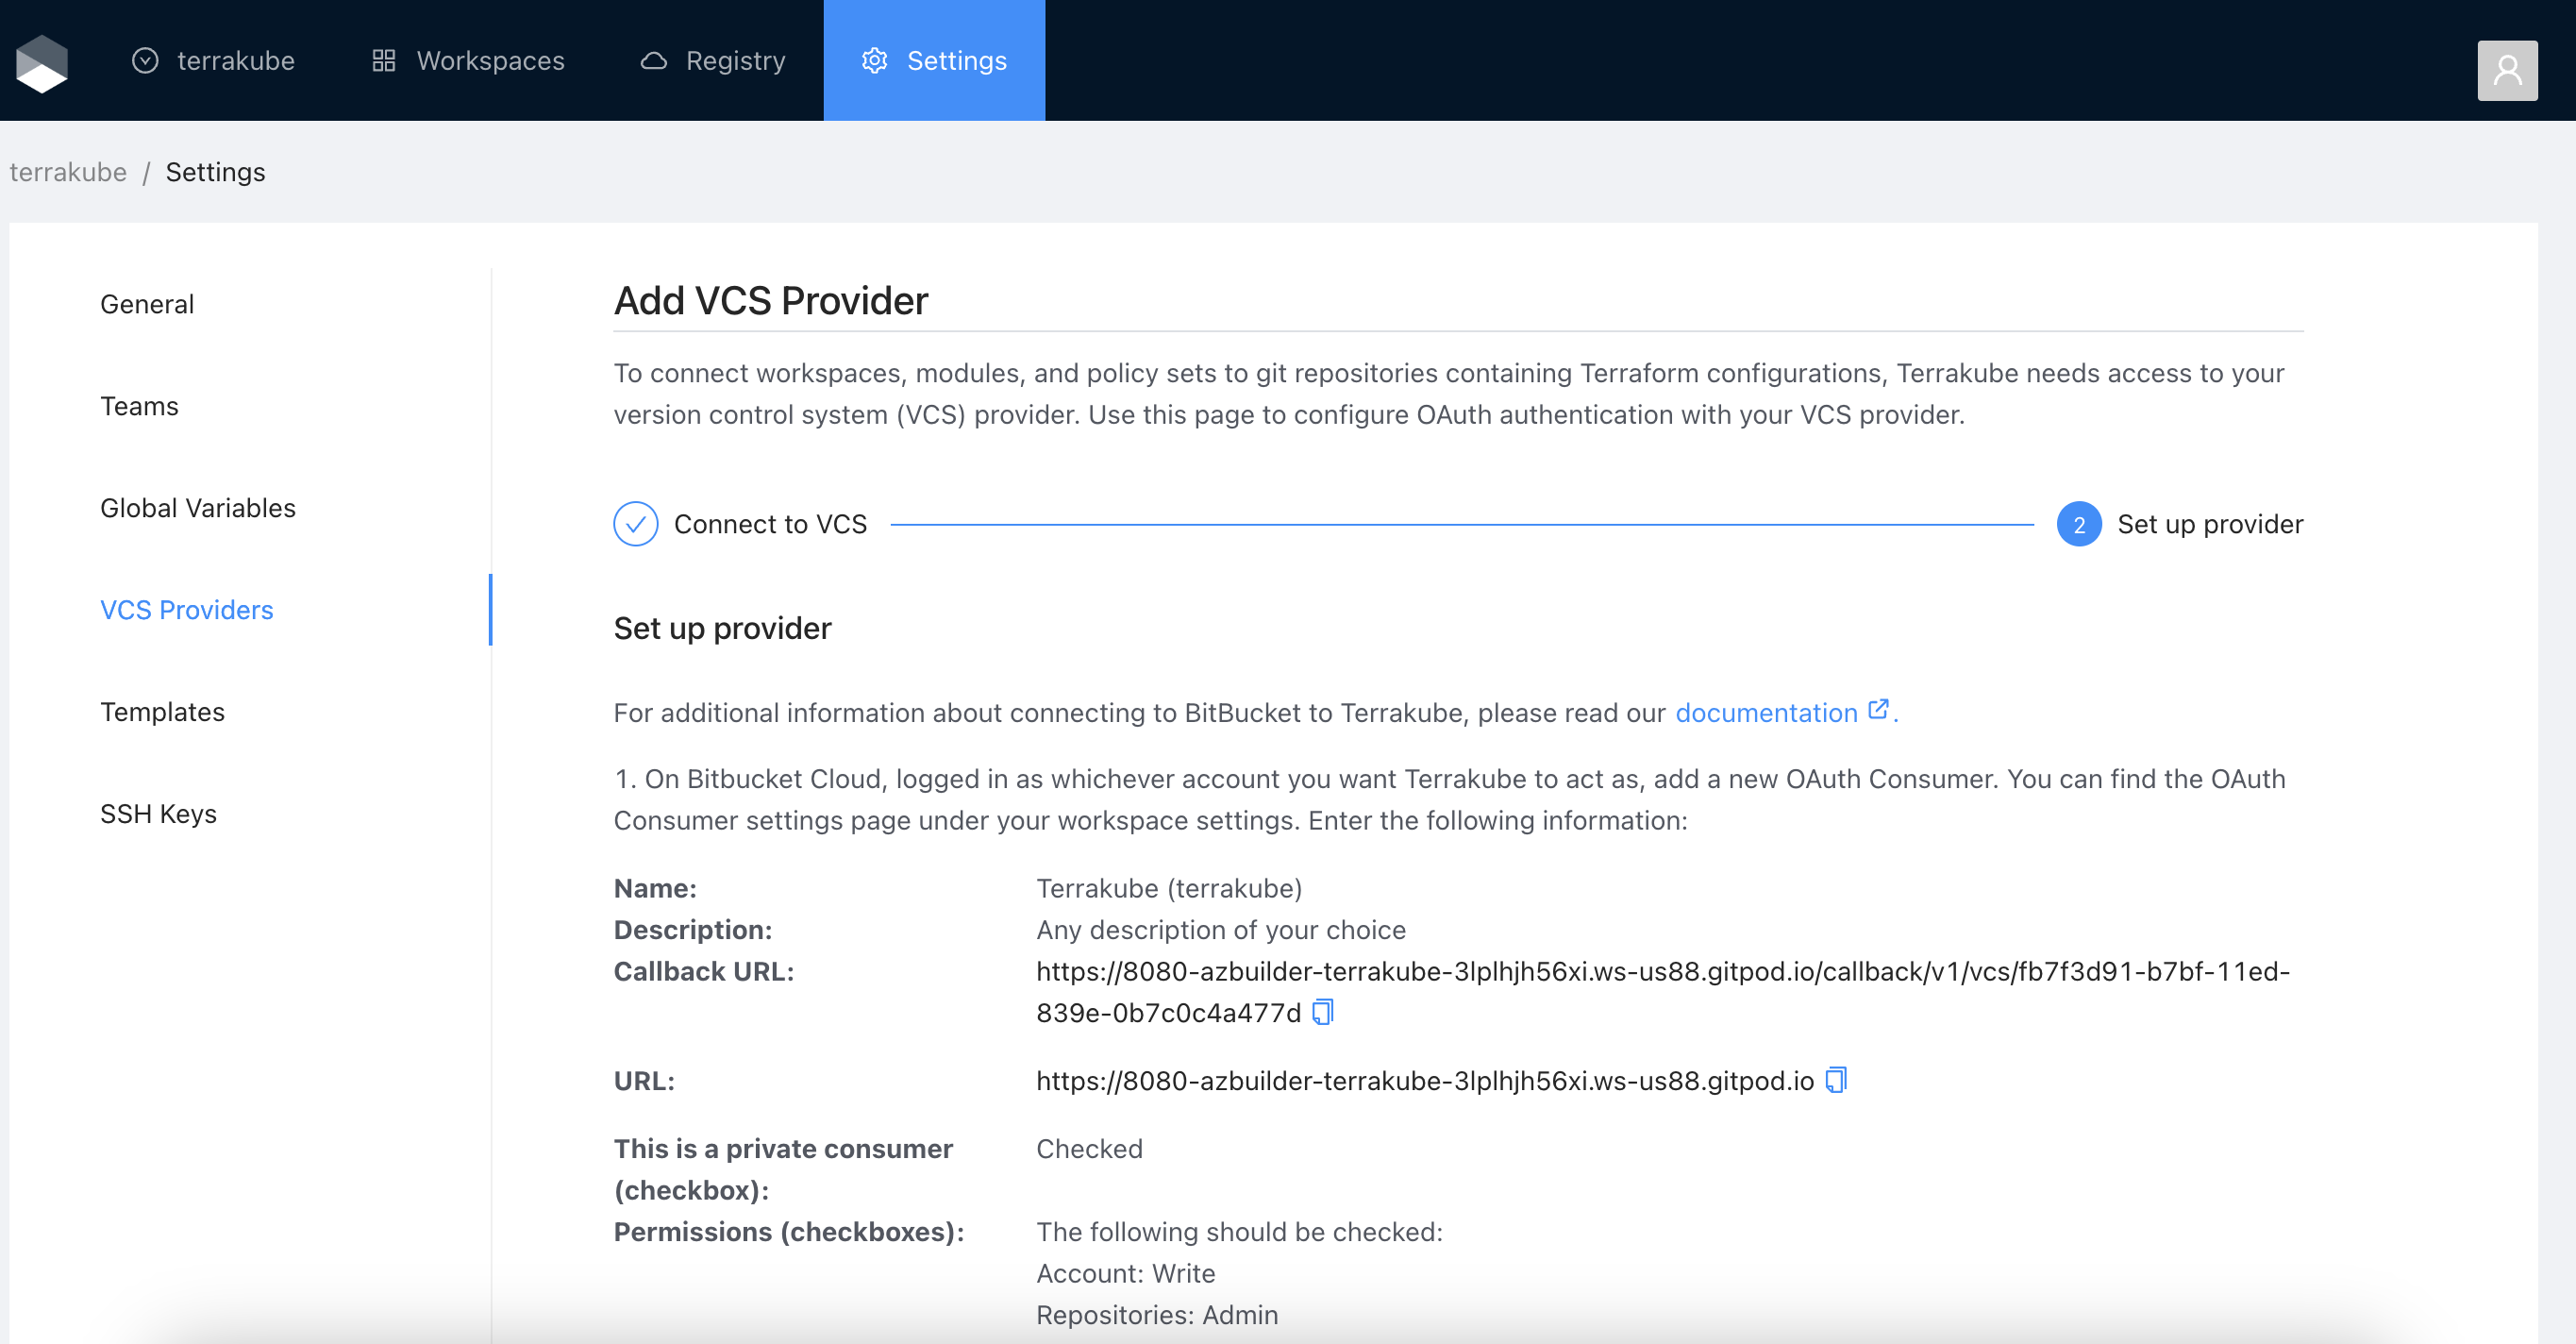 terrakube
Workspaces
Registry
Settings
terrakube / Settings
General
Teams
Global Variables
VCS Providers
Templates
SSH Keys
Add VCS Provider
To connect workspaces, modules, and policy sets to git repositories containing Terraform configurations, Terrakube needs access to your
version control system (VCS) provider. Use this page to configure OAuth authentication with your VCS provider.
Connect to VCS
2 Set up provider
Set up provider
For additional information about connecting to BitBucket to Terrakube, please read our documentation .
1. On Bitbucket Cloud, logged in as whichever account you want Terrakube to act as, add a new OAuth Consumer. You can find the OAuth
Consumer settings page under your workspace settings. Enter the following information:
Name: Terrakube (terrakube)
Description: Any description of your choice
Callback URL: https://8080-azbuilder-terrakube-3lplhjh56xi.ws-us88.gitpod.io/callback/v1/vcs/fb7f3d91-b7bf-11ed-
839e-0b7c0c4a477d
URL: https://8080-azbuilder-terrakube-3lplhjh56xi.ws-us88.gitpod.io
This is a private consumer Checked
(checkbox):
Permissions (checkboxes): The following should be checked:
Account: Write
Repositories: Admin